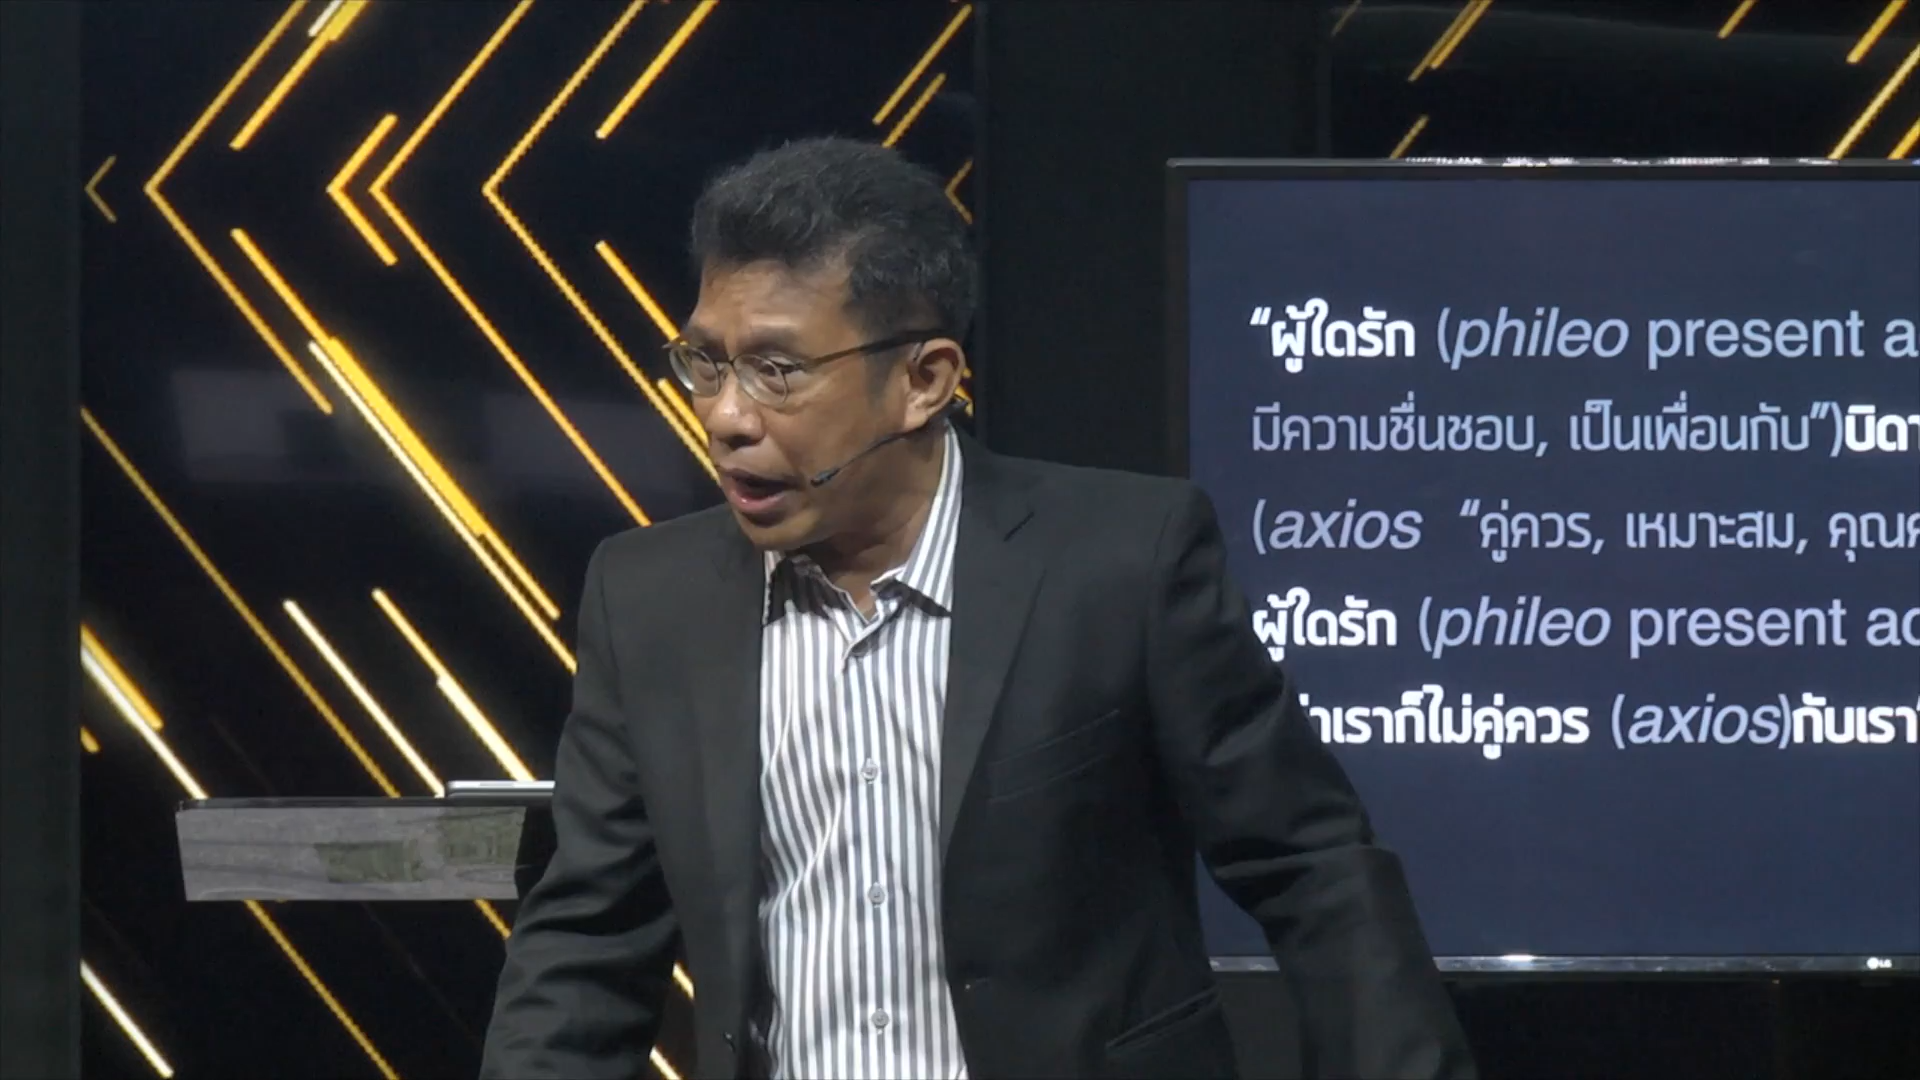 “ผู้ใดรัก (phileo present a
มีความชื่นชอบ, เป็นเพื่อนกับ”)บิดา
(axios “คู่ควร, เหมาะสม, คุณค
ผู้ใดรัก (phileo present ac
าเราก็ไม่คู่ควร (axios)กับเรา”
LG